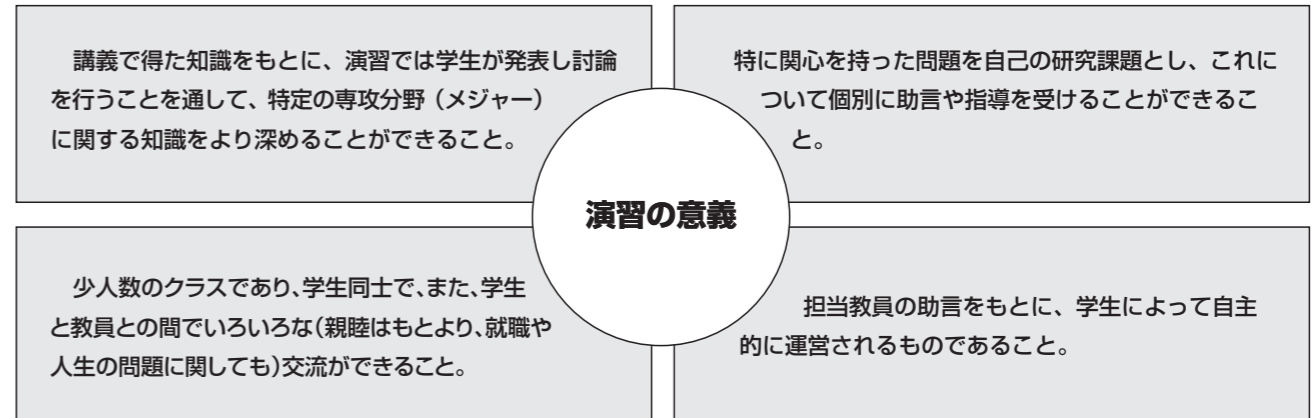 講義で得た知識をもとに、演習では学生が発表し討論
を行うことを通して、特定の専攻分野（メジャー）
に関する知識をより深めることができること。
特に関心を持った問題を自己の研究課題とし、これに
ついて個別に助言や指導を受けることができるこ
と。
演習の意義
少人数のクラスであり、学生同士で、また、学生
と教員との間でいろいろな（親睦はもとより、就職や
人生の問題に関しても）交流ができること。
担当教員の助言をもとに、学生によって自主
的に運営されるものであること。